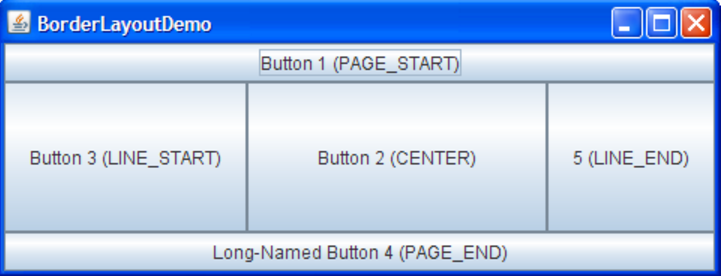 BorderLayoutDemo
Button 1 (PAGE_START)
Button 3 (LINE_START)
Button 2 (CENTER)
5 (LINE_END)
Long-Named Button 4 (PAGE_END)